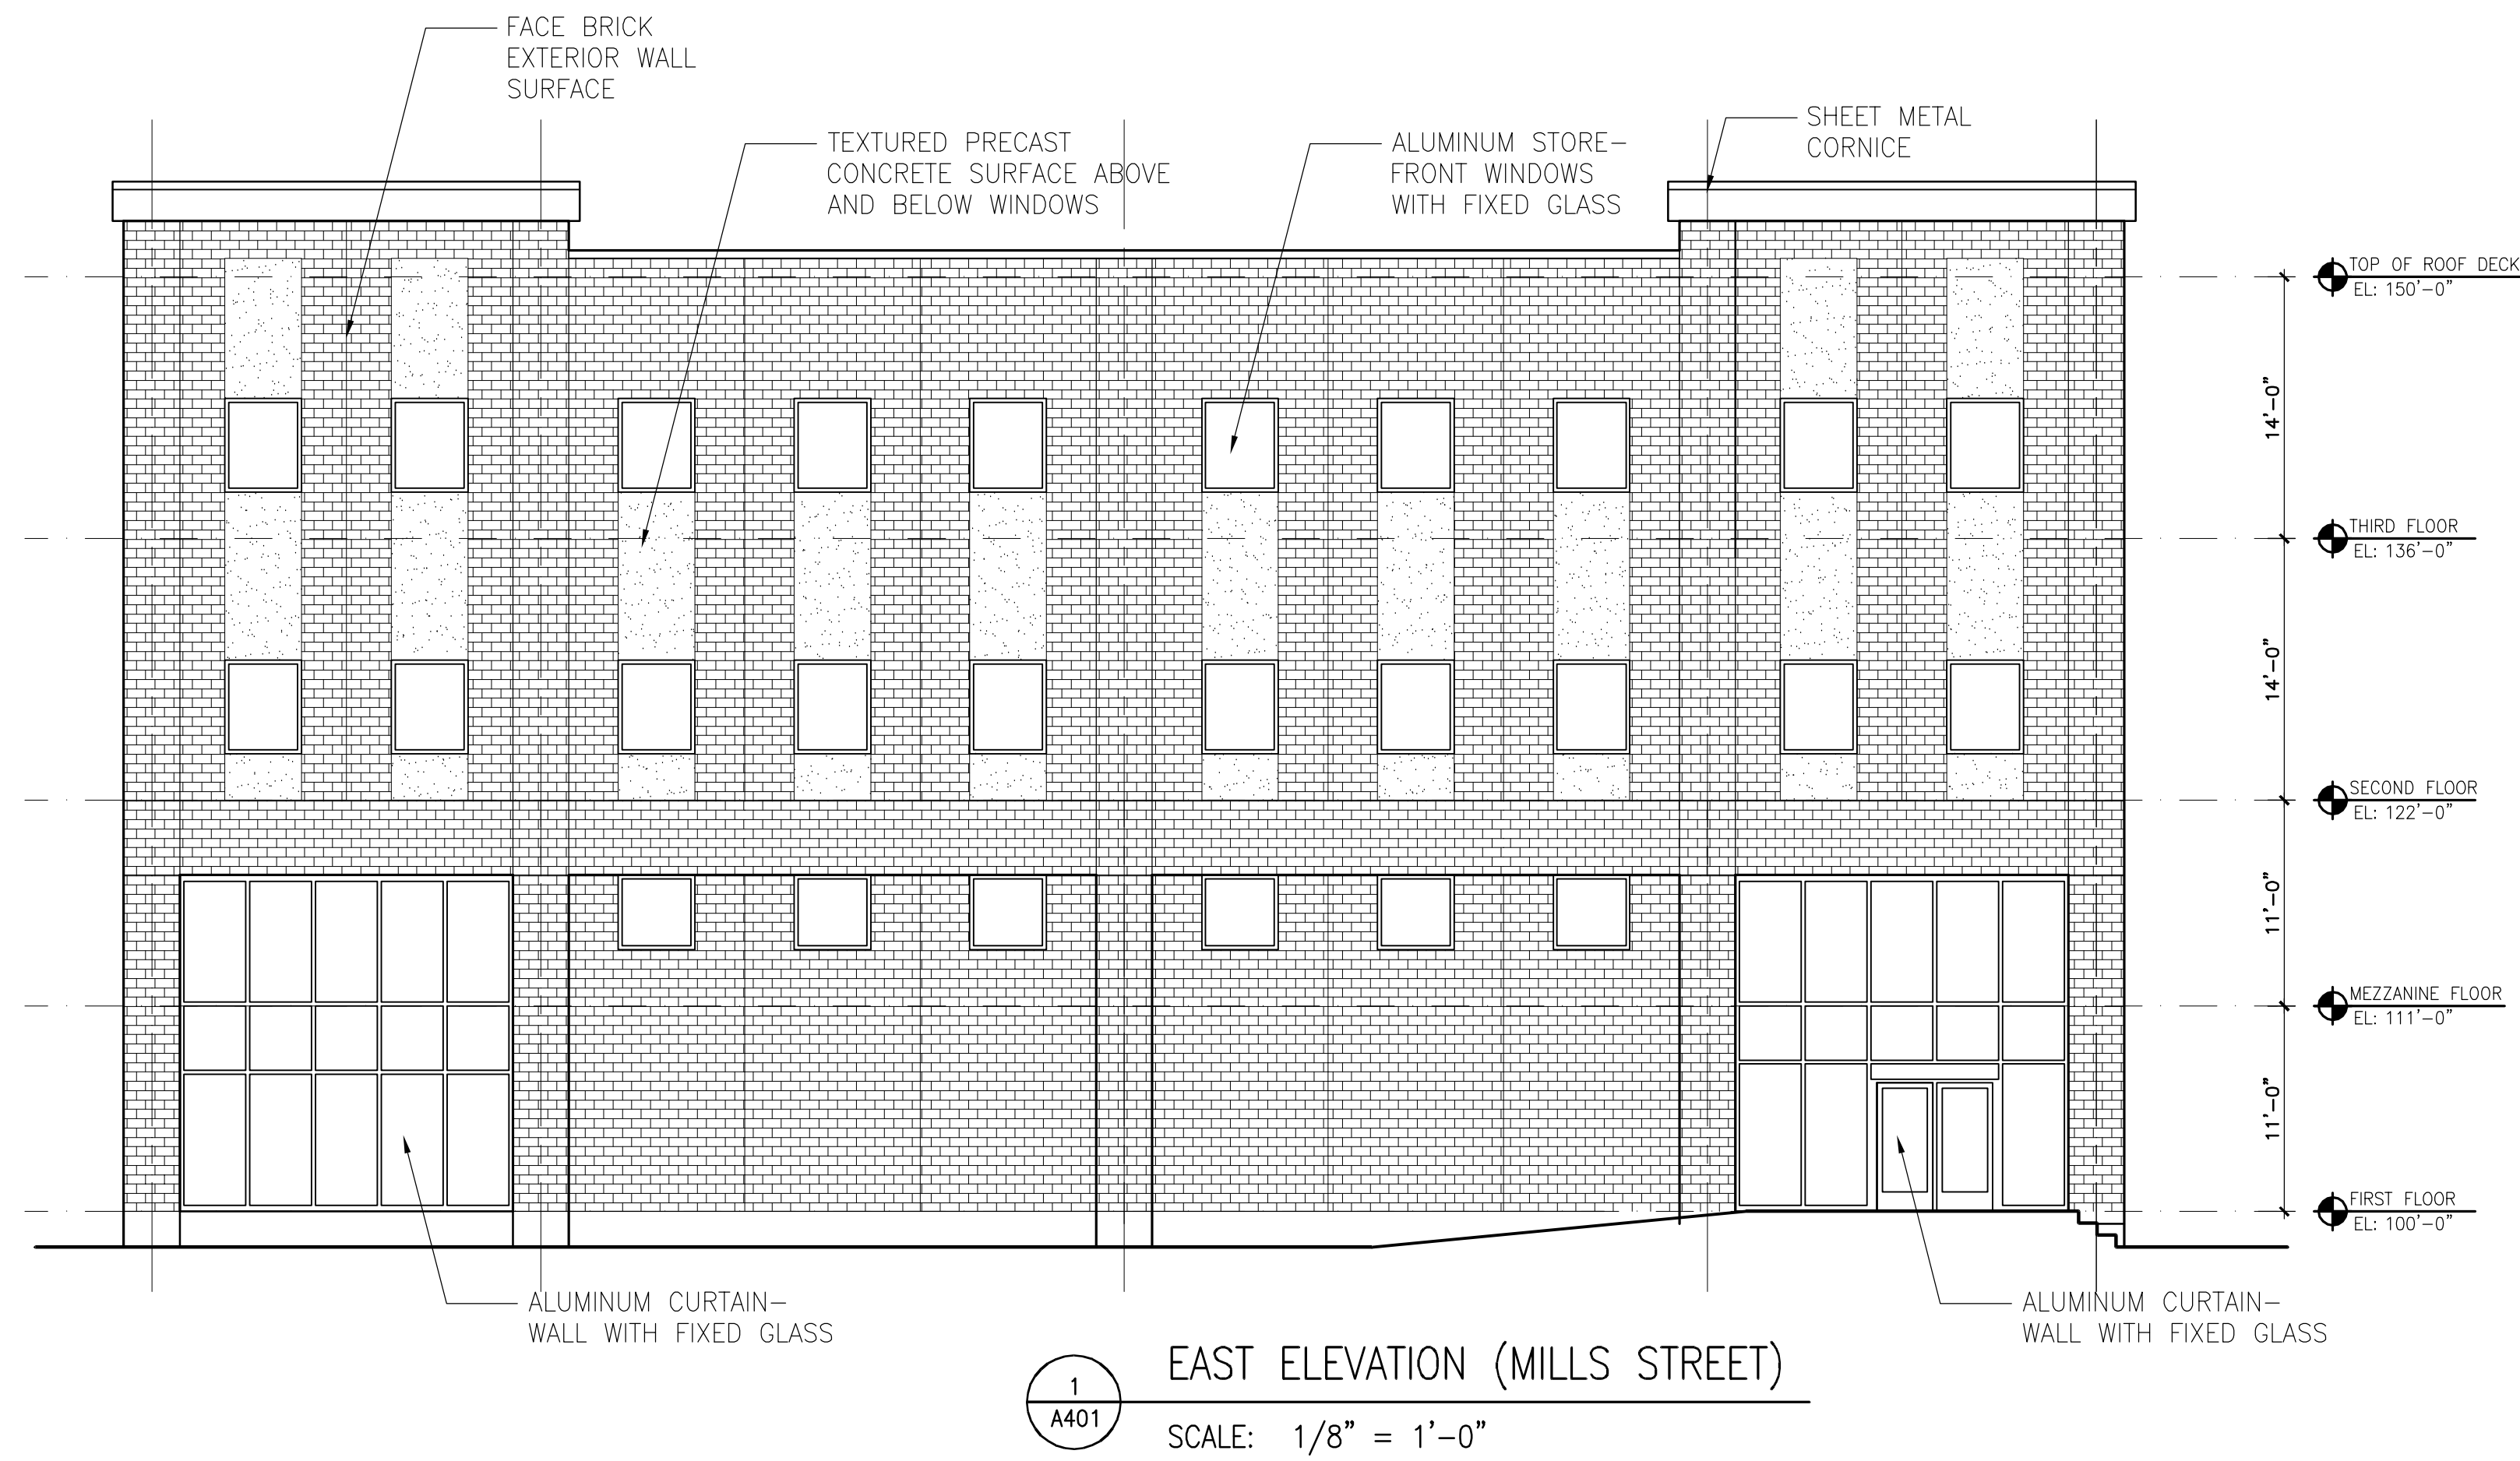 FACE BRICK
EXTERIOR WALL
SURFACE
TEXTURED PRECAST
CONCRETE SURFACE ABOVE
AND BELOW WINDOWS
ALUMINUM STORE-
FRONT WINDOWS
WITH FIXED GLASS
SHEET METAL
CORNICE
TOP OF ROOF DECK
EL: 150'-0"
14'-0"
THIRD FLOOR
EL: 136'-0"
14'-0"
SECOND FLOOR
EL: 122'-0"
11'-0"
MEZZANINE FLOOR
EL: 111'-0"
11'-0"
FIRST FLOOR
EL: 100'-0"
ALUMINUM CURTAIN-
WALL WITH FIXED GLASS
ALUMINUM CURTAIN-
WALL WITH FIXED GLASS
1
A401
EAST ELEVATION (MILLS STREET)
SCALE: 1/8" = 1'-0"